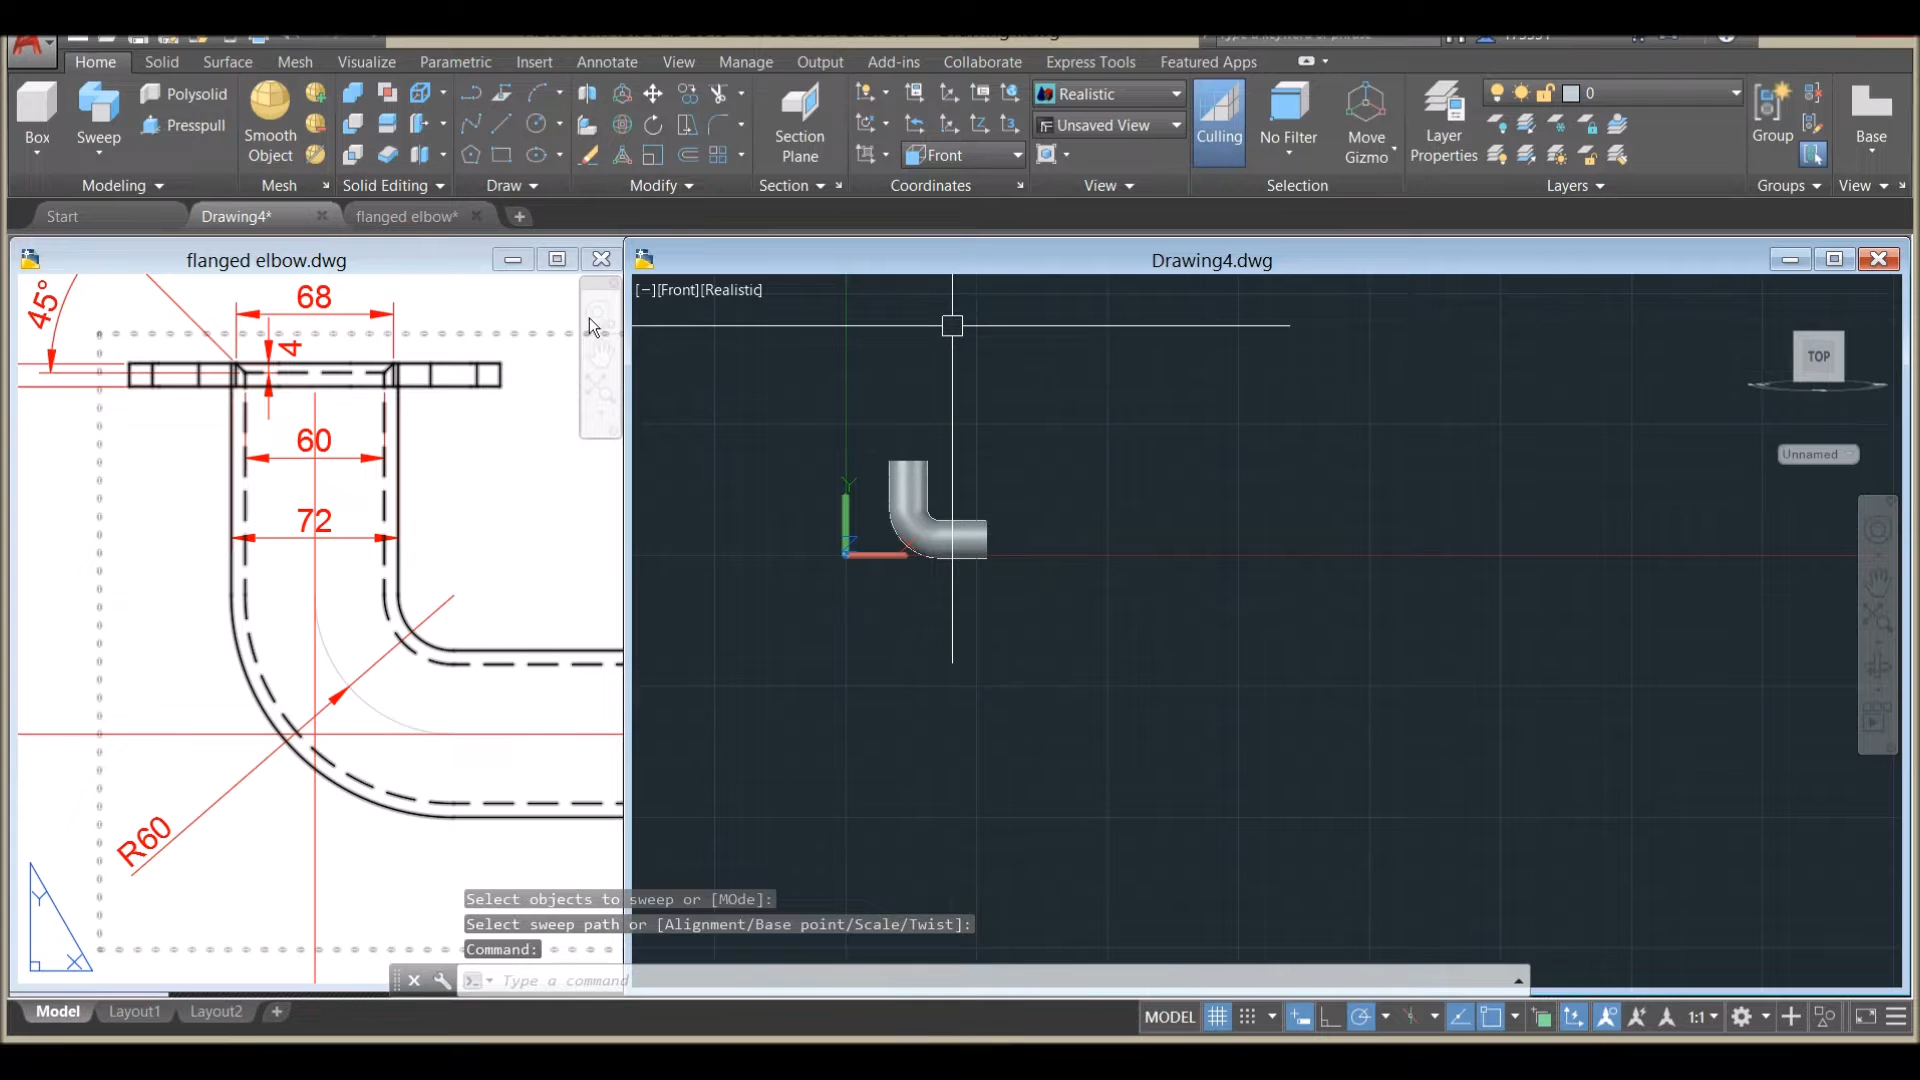 Home Solid Surface Mesh Visualize Parametric Insert Annotate View Manage Output Add-ins Collaborate Express Tools Featured Apps
Box
Sweep
Polysolid
Presspull
Smooth
Object
Section
Plane
Realistic
Unsaved View
Front
Culling
No Filter
Move
Gizmo
Layer
Properties
0
Group
Base
Modeling Mesh Solid Editing Draw Modify Section Coordinates View Selection Layers Groups View
Start Drawing4* flanged elbow*
flanged elbow.dwg
Drawing4.dwg
[−][Front][Realistic]
45°
68
4
60
72
R60
Y
X
Y
TOP
Unnamed
Select objects to sweep or [MOde]:
Select sweep path or [Alignment/Base point/Scale/Twist]:
Command:
Type a command
Model Layout1 Layout2
MODEL
1:1